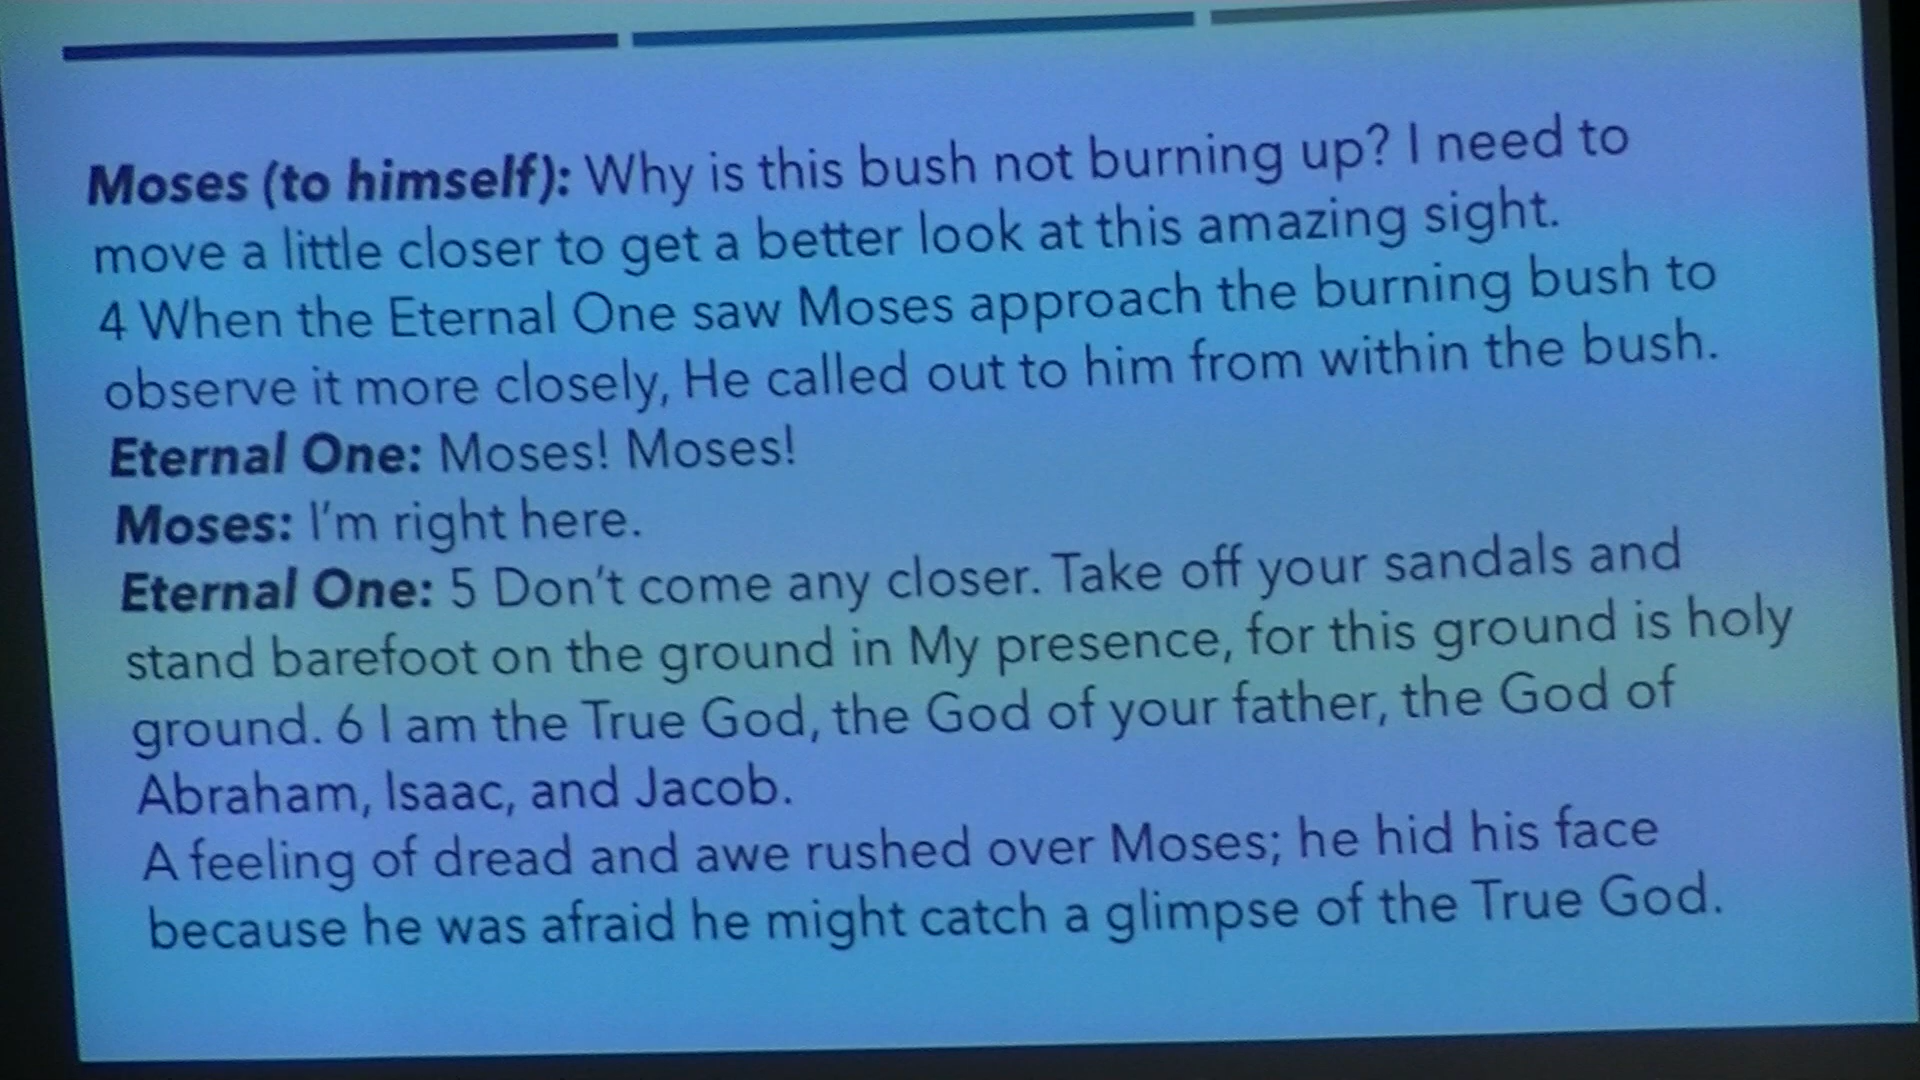 Moses (to himself): Why is this bush not burning up? I need to
move a little closer to get a better look at this amazing sight.
4 When the Eternal One saw Moses approach the burning bush to
observe it more closely, He called out to him from within the bush.
Eternal One: Moses! Moses!
Moses: I'm right here.
Eternal One: 5 Don't come any closer. Take off your sandals and
stand barefoot on the ground in My presence, for this ground is holy
ground. 6 I am the True God, the God of your father, the God of
Abraham, Isaac, and Jacob.
A feeling of dread and awe rushed over Moses; he hid his face
because he was afraid he might catch a glimpse of the True God.